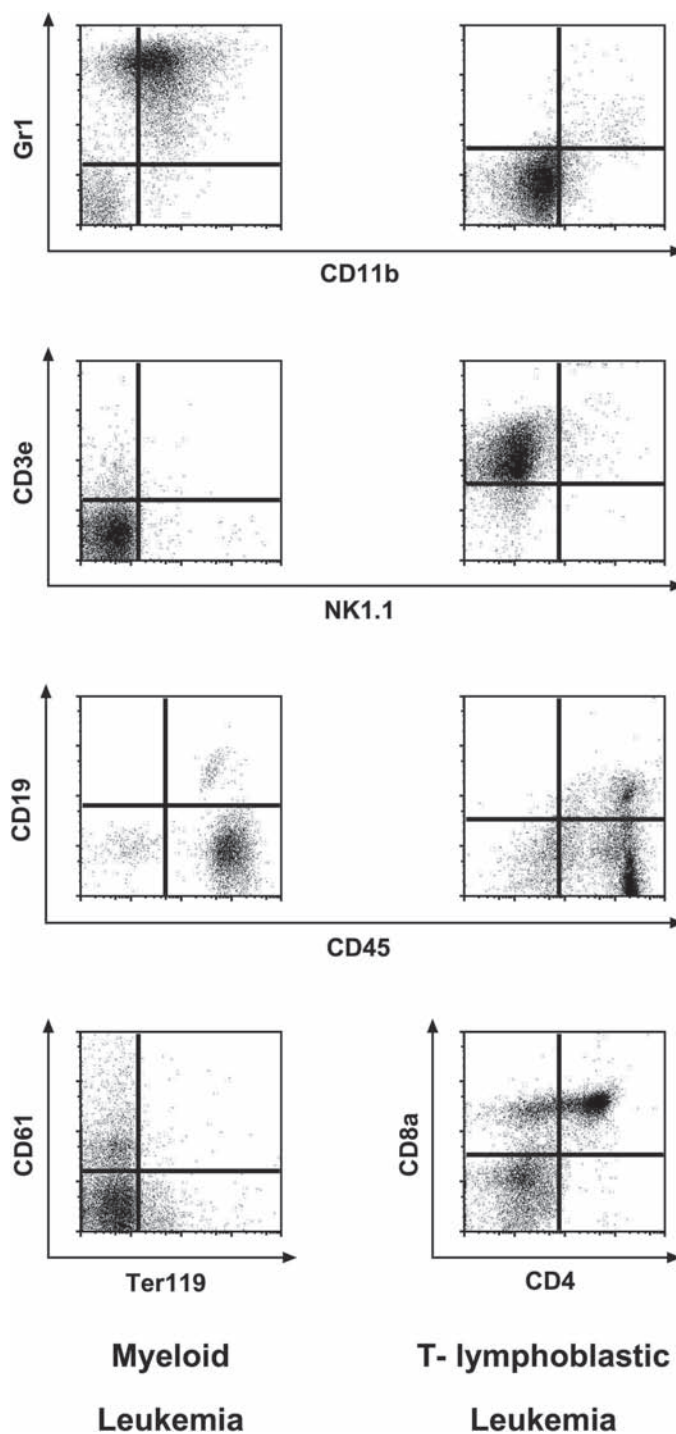 Gr1
CD11b
CD3e
NK1.1
CD19
CD45
CD61
Ter119
CD8a
CD4
Myeloid
Leukemia
T- lymphoblastic
Leukemia